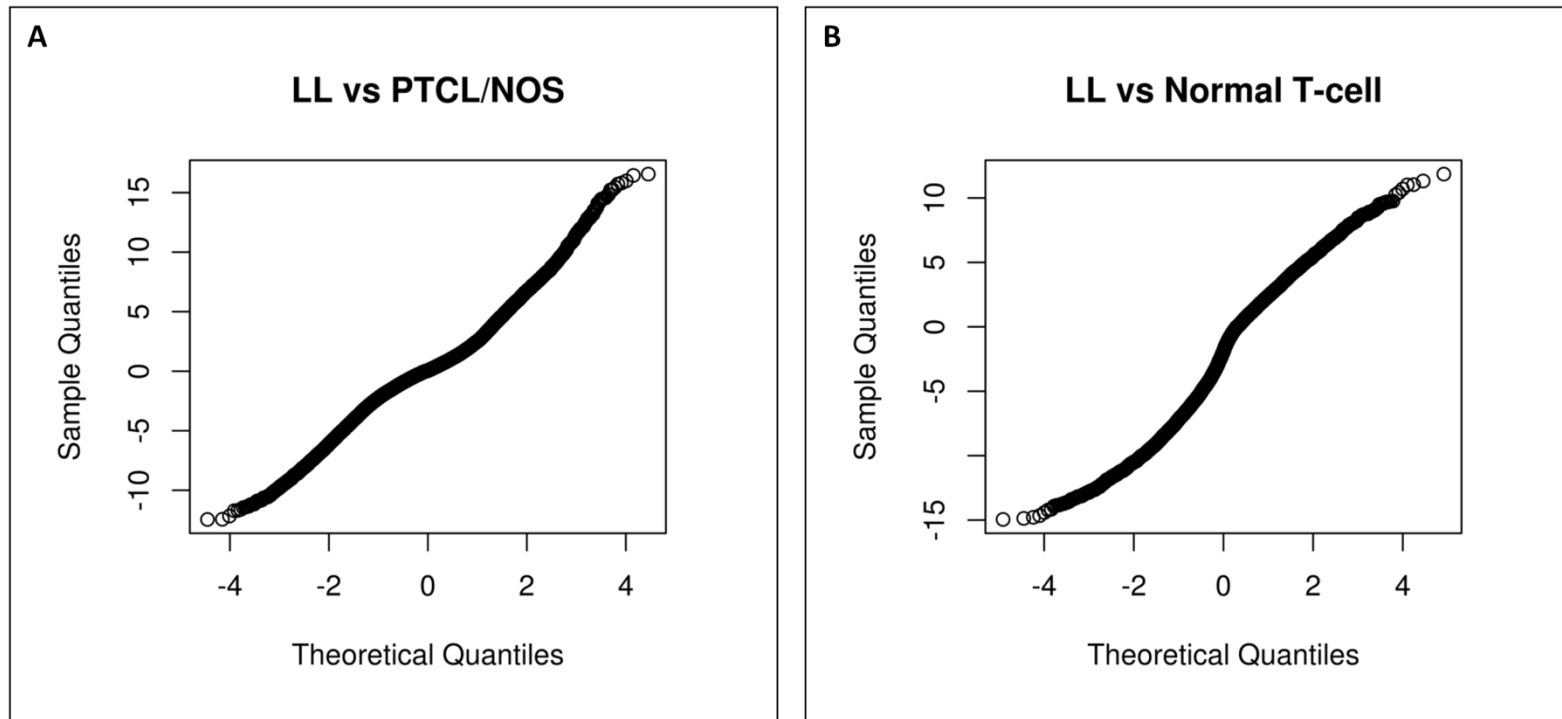 A
LL vs PTCL/NOS
Sample Quantiles
15
10
5
0
-5
-10
-4 -2 0 2 4
Theoretical Quantiles
B
LL vs Normal T-cell
Sample Quantiles
10
5
0
-5
-15
-4 -2 0 2 4
Theoretical Quantiles